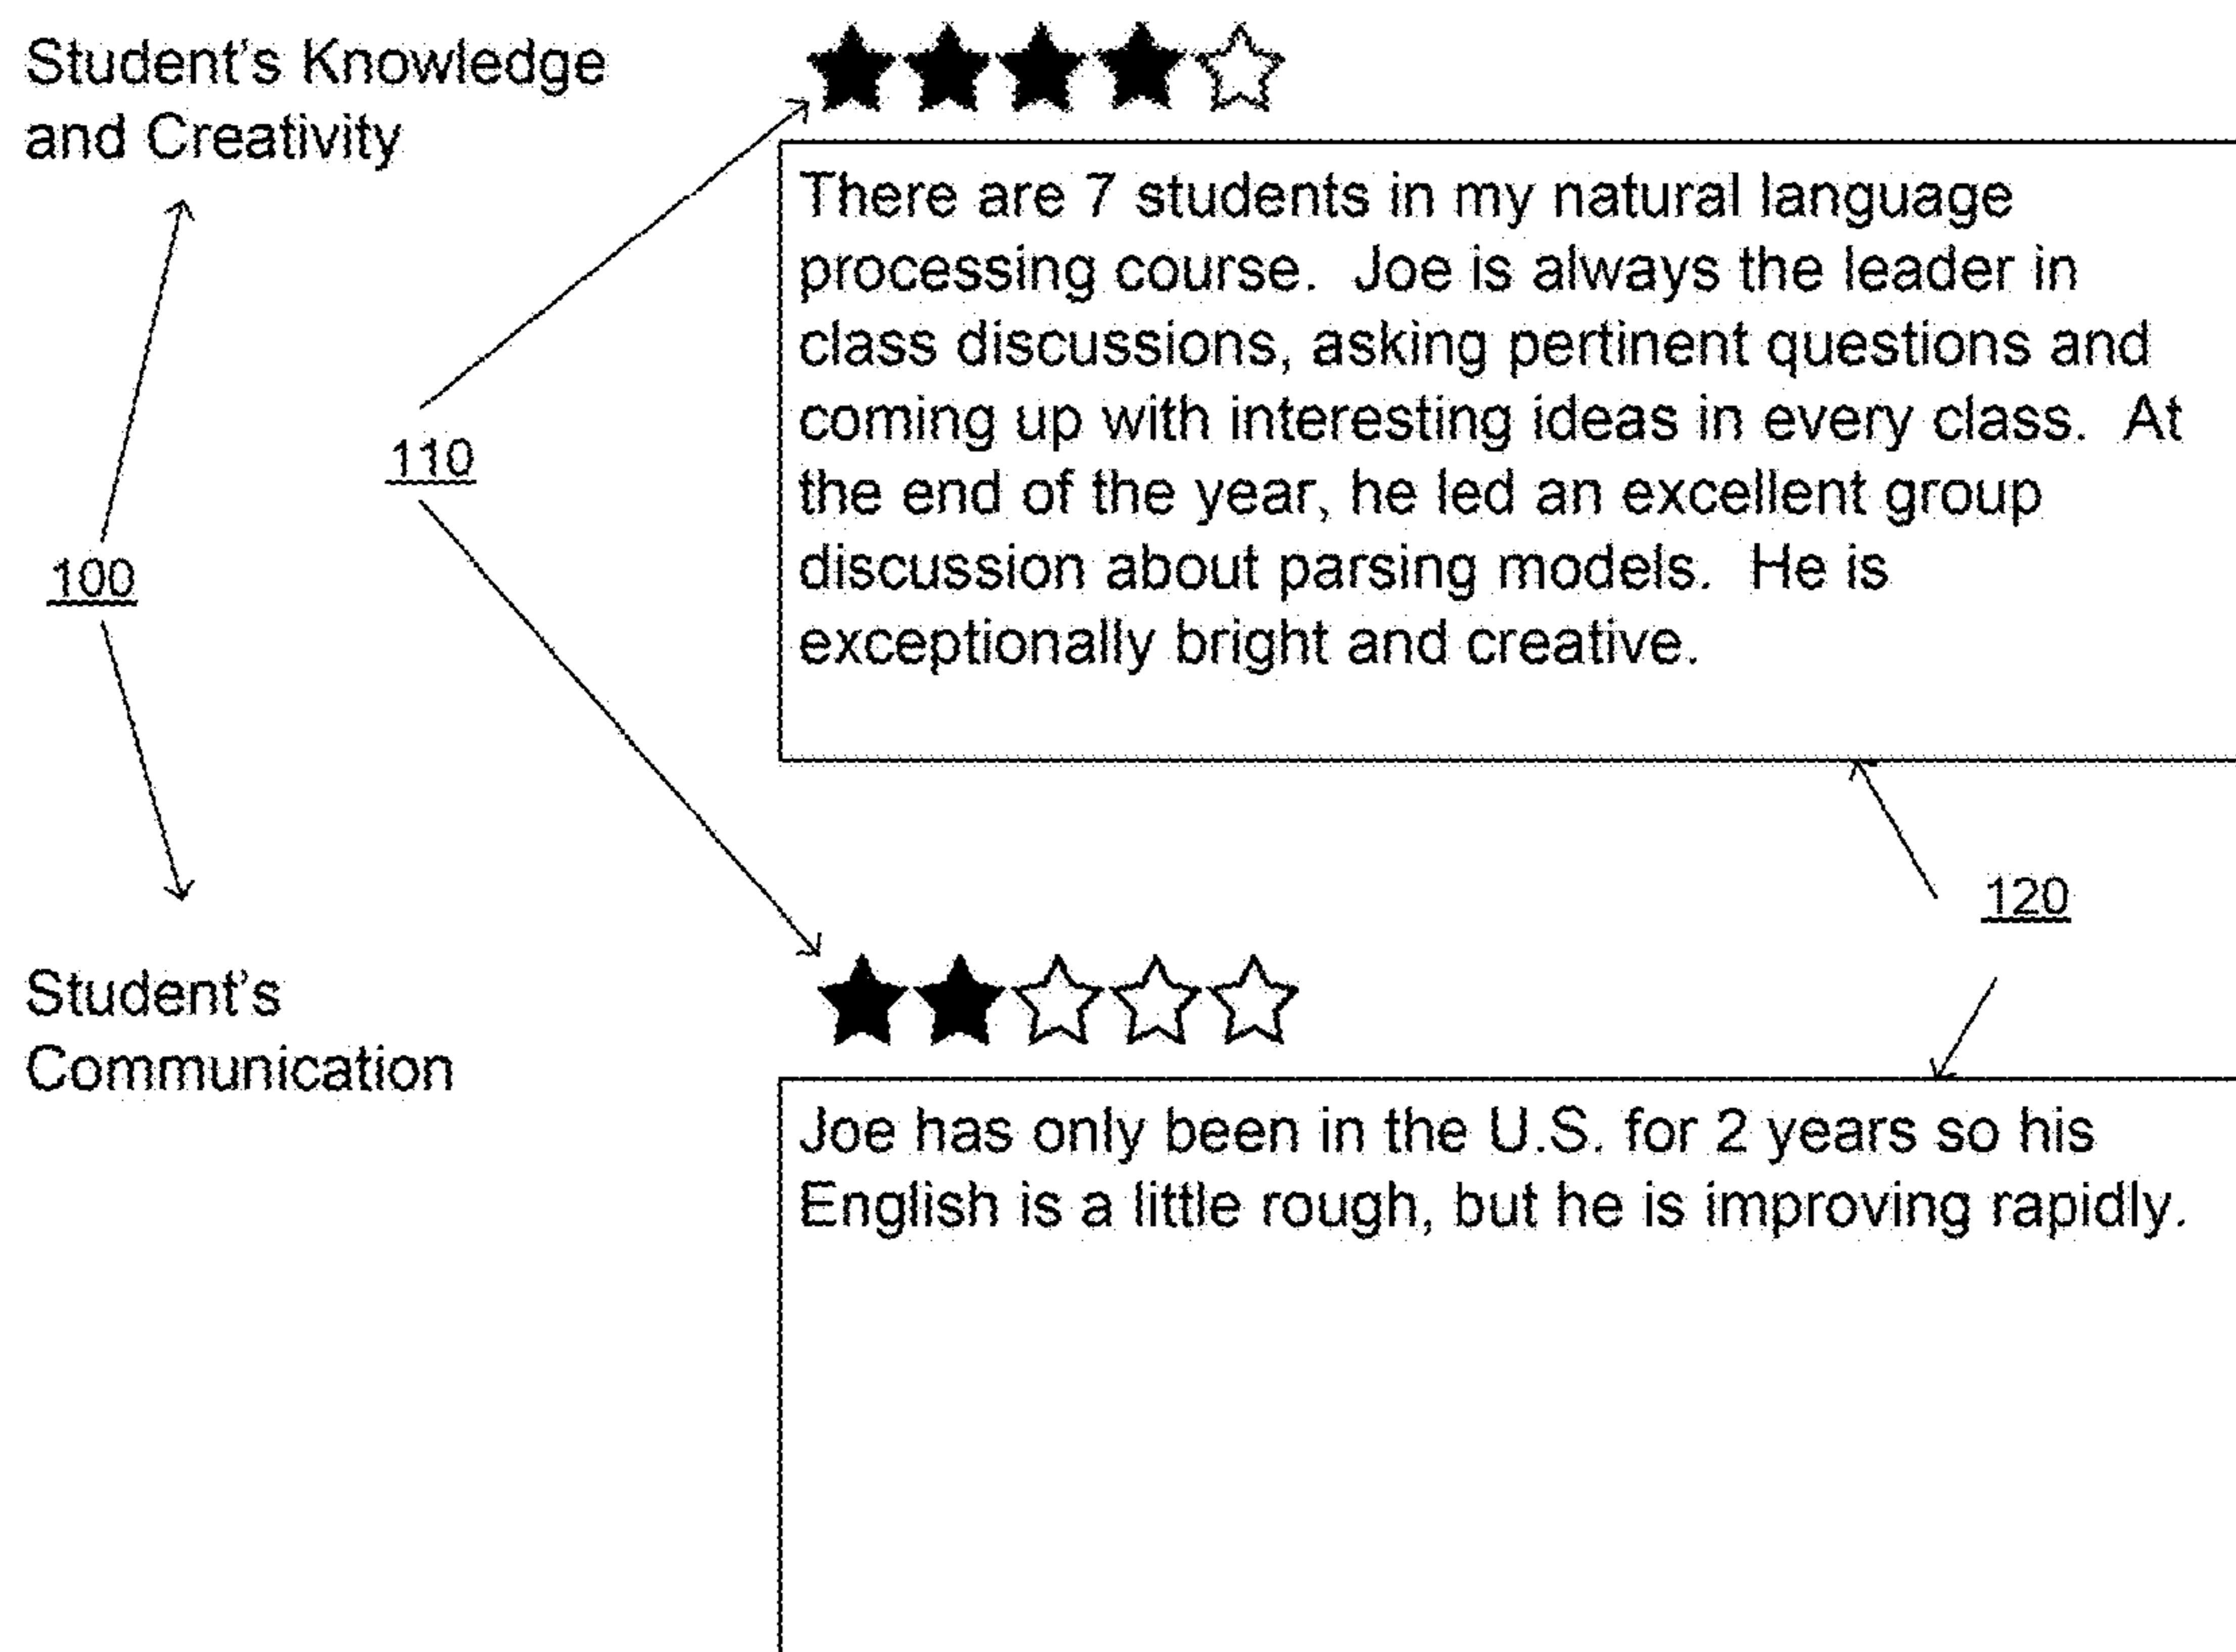 Student's Knowledge
and Creativity
There are 7 students in my natural language
processing course.  Joe is always the leader in
class discussions, asking pertinent questions and
coming up with interesting ideas in every class.  At
the end of the year, he led an excellent group
discussion about parsing models.  He is
exceptionally bright and creative.
110
100
120
Student's
Communication
Joe has only been in the U.S. for 2 years so his
English is a little rough, but he is improving rapidly.